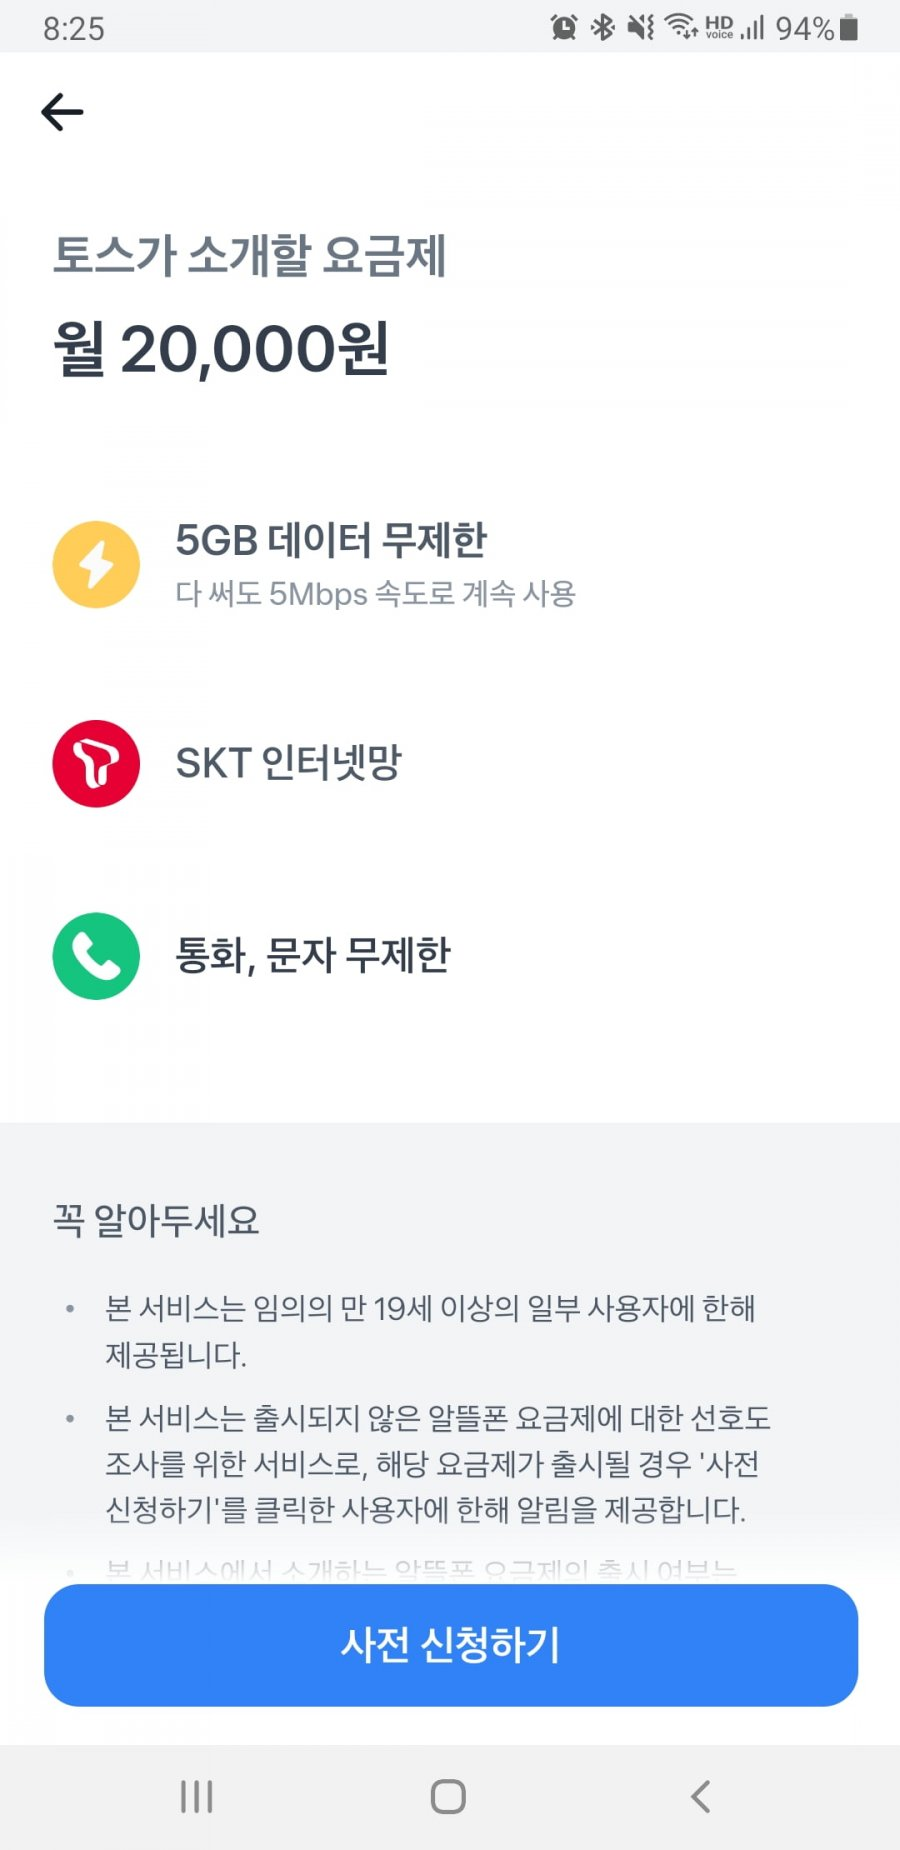 8:25
HD voice 94%
토스가 소개할 요금제
월 20,000원
5GB 데이터 무제한
다 써도 5Mbps 속도로 계속 사용
SKT 인터넷망
통화, 문자 무제한
꼭 알아두세요
• 본 서비스는 임의의 만 19세 이상의 일부 사용자에 한해
제공됩니다.
• 본 서비스는 출시되지 않은 알뜰폰 요금제에 대한 선호도
조사를 위한 서비스로, 해당 요금제가 출시될 경우 '사전
신청하기'를 클릭한 사용자에 한해 알림을 제공합니다.
• 본 서비스에서 소개하는 알뜰폰 요금제의 출시 여부는
사전 신청하기